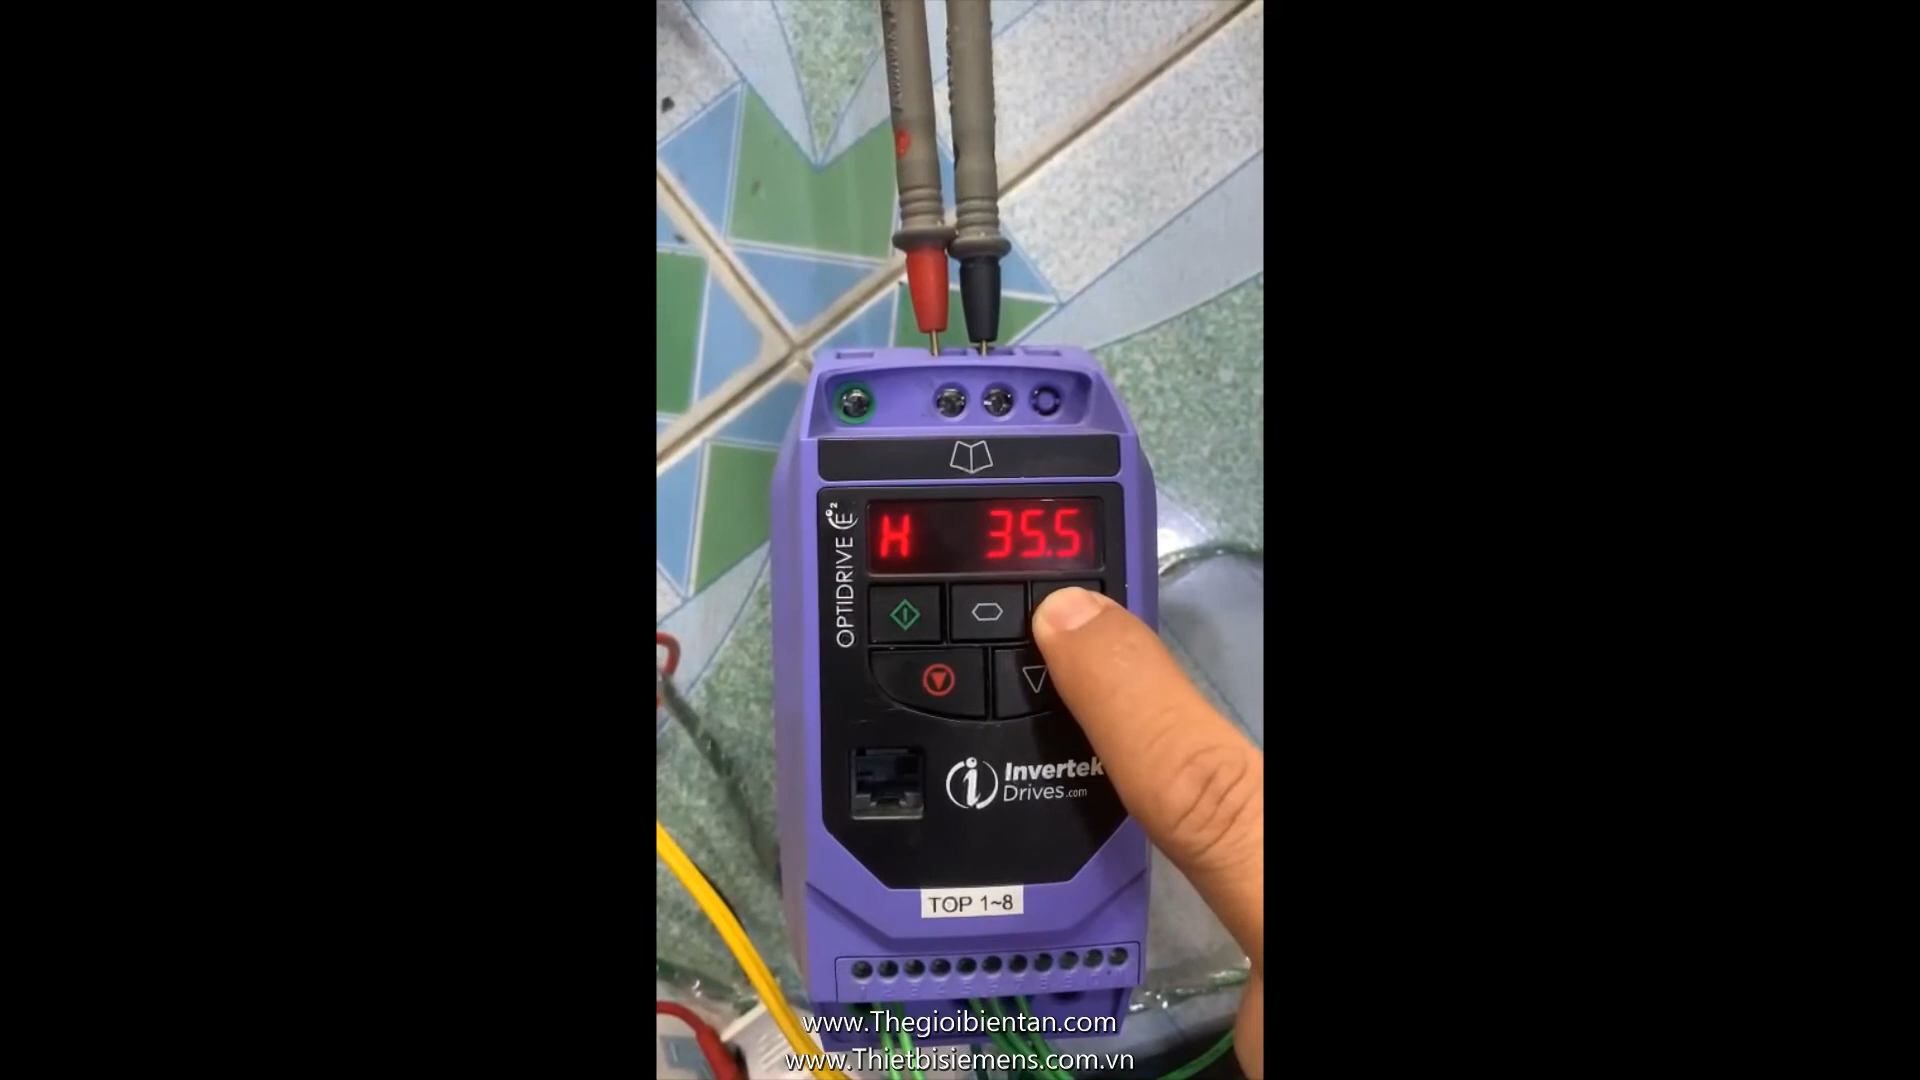 H 35.5
OPTIDRIVE E²
Invertek
Drives.com
TOP 1~8
www.Thegioibientan.com
www.Thietbisiemens.com.vn